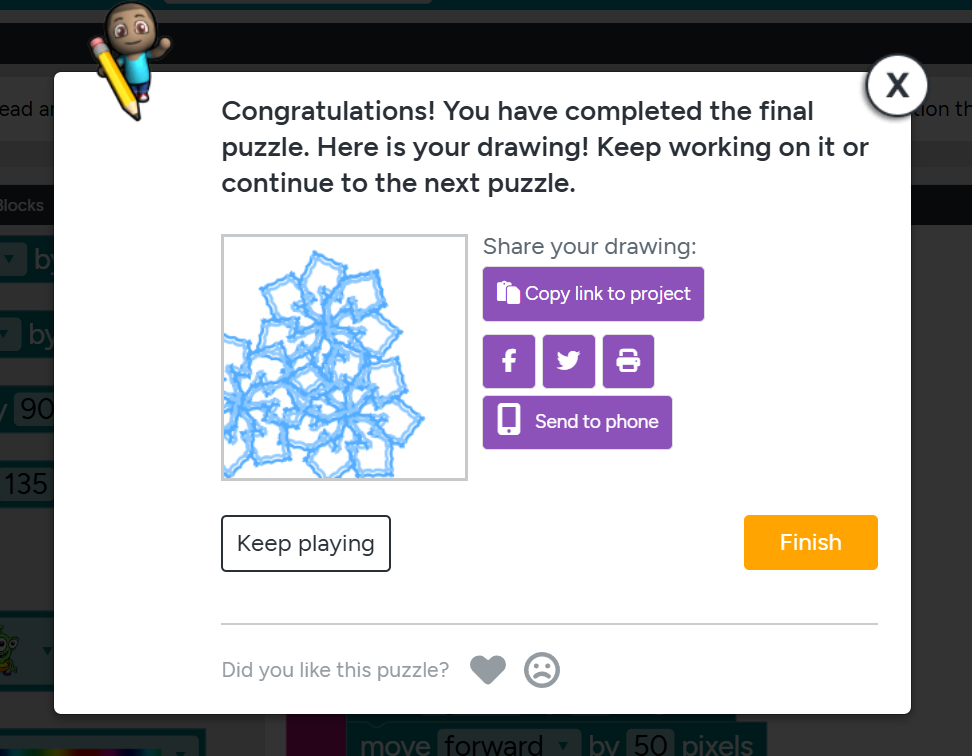 X
ead a
ion th
Congratulations! You have completed the final
puzzle. Here is your drawing! Keep working on it or
continue to the next puzzle.
Blocks
by
by
90
135
Share your drawing:
Copy link to project
Send to phone
Keep playing
Finish
Did you like this puzzle?
move forward by 50 pixels